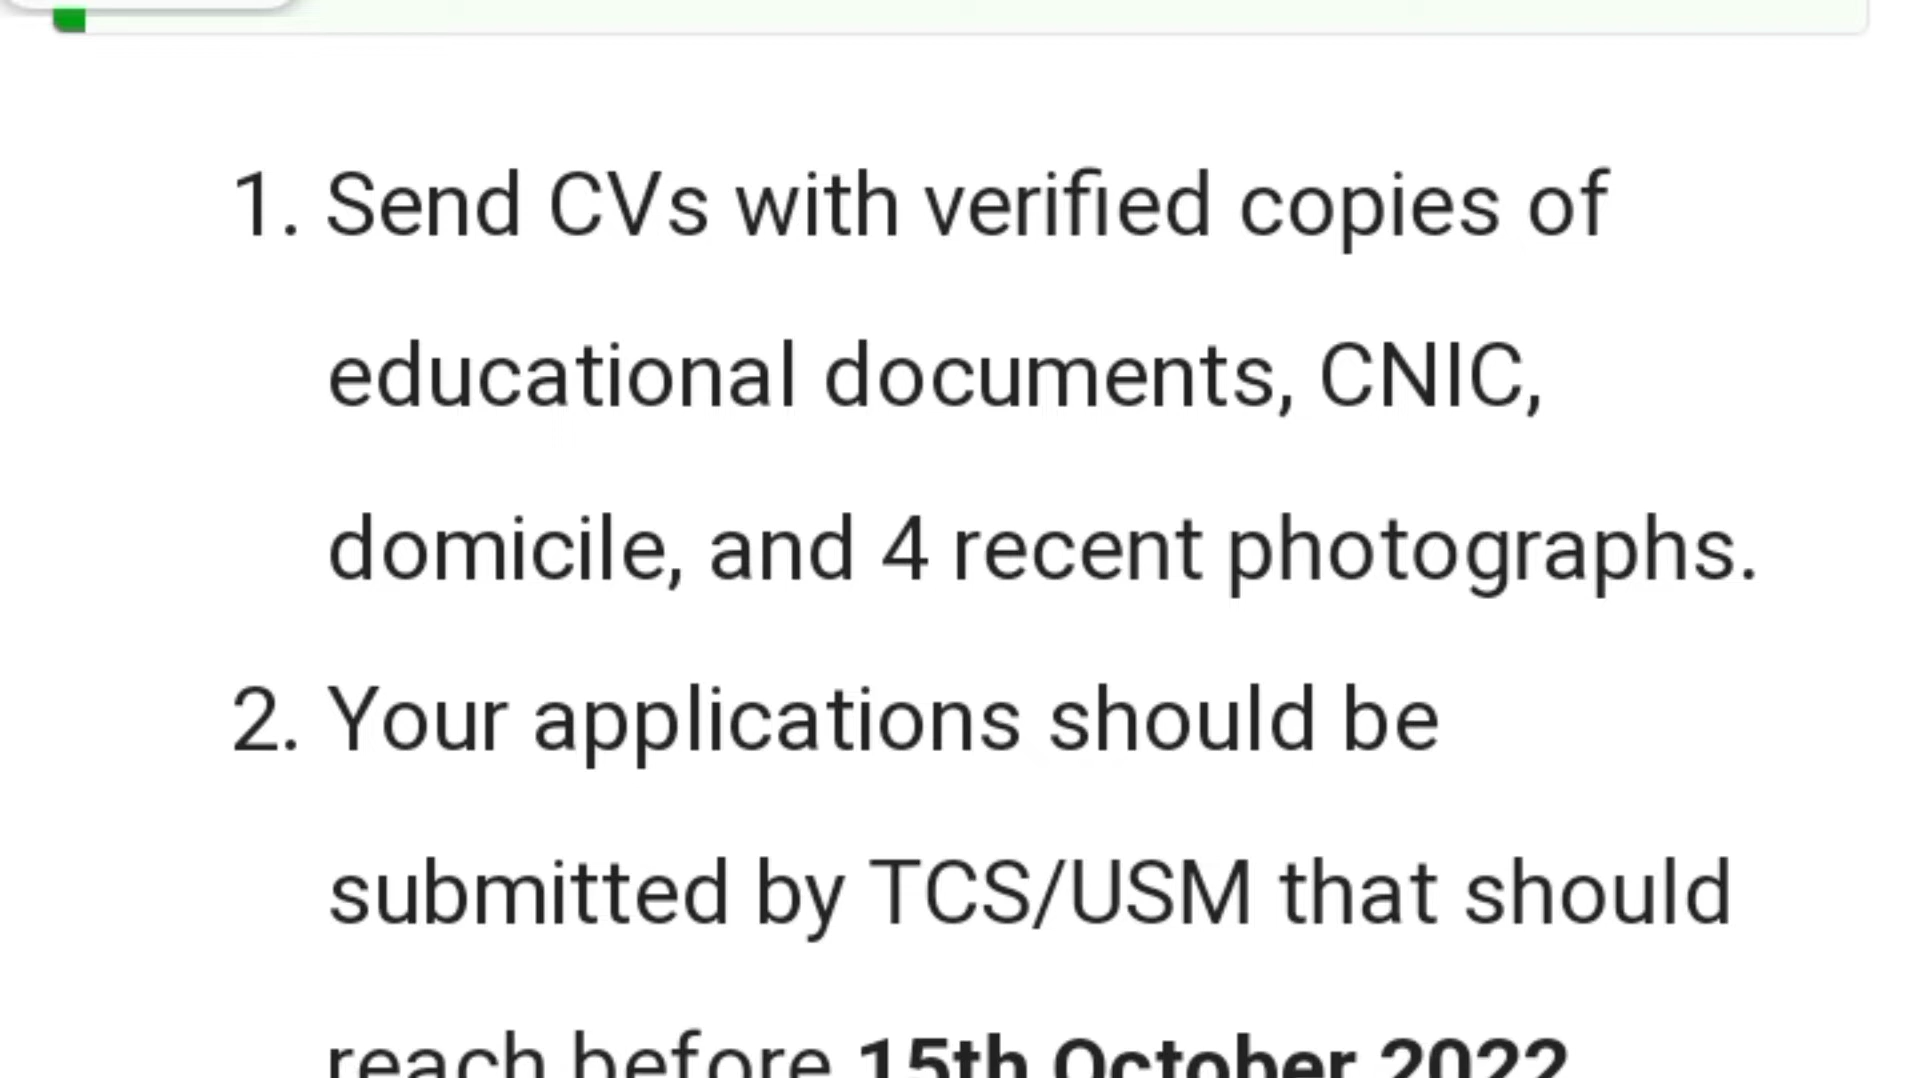 1. Send CVs with verified copies of
educational documents, CNIC,
domicile, and 4 recent photographs.
2. Your applications should be
submitted by TCS/USM that should
reach before 15th October 2022